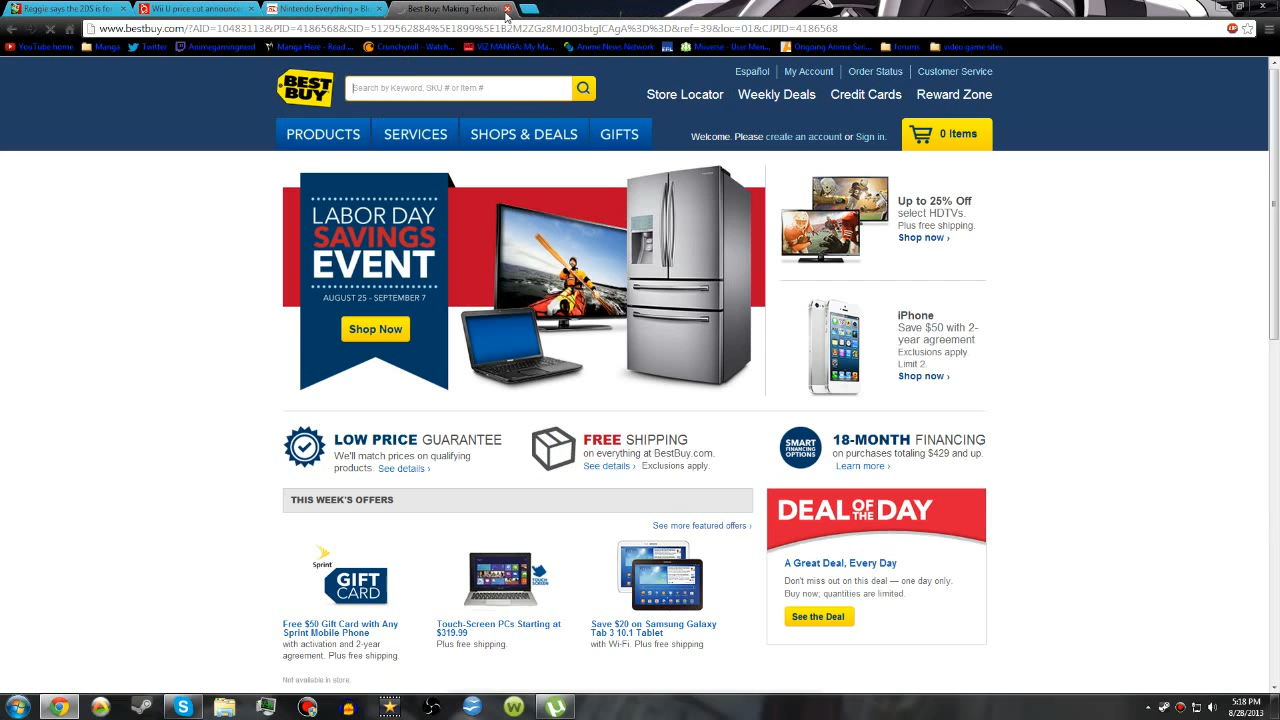 Reggie says the 2DS is for
Wii U price cut announce
Nintendo Everything » Blo
Best Buy: Making Technol
www.bestbuy.com/?AID=10483113&PID=4186568&SID=5129562884%5E1899%5E1B2M2ZGz8MJ003btgICAgA%3D%3D&ref=39&loc=01&CJPID=4186568
YouTube home
Manga
Twitter
Animegamingnerd
Manga Here - Read ...
Crunchyroll - Watch...
VIZ MANGA: My Ma...
Anime News Network
Miiverse - User Men...
Ongoing Anime Seri...
forums
video game sites
BEST BUY
Search by Keyword, SKU # or Item #
Español
My Account
Order Status
Customer Service
Store Locator
Weekly Deals
Credit Cards
Reward Zone
PRODUCTS
SERVICES
SHOPS & DEALS
GIFTS
Welcome. Please create an account or Sign in.
0 Items
LABOR DAY
SAVINGS
EVENT
AUGUST 25 - SEPTEMBER 7
Shop Now
Up to 25% Off
select HDTVs.
Plus free shipping.
Shop now ›
iPhone
Save $50 with 2-
year agreement
Exclusions apply.
Limit 2.
Shop now ›
LOW PRICE GUARANTEE
We'll match prices on qualifying
products. See details ›
FREE SHIPPING
on everything at BestBuy.com.
See details › Exclusions apply.
SMART
FINANCING
OPTIONS
18-MONTH FINANCING
on purchases totaling $429 and up.
Learn more ›
THIS WEEK'S OFFERS
See more featured offers ›
Sprint
GIFT
CARD
Free $50 Gift Card with Any
Sprint Mobile Phone
with activation and 2-year
agreement. Plus free shipping.
TOUCH
SCREEN
Touch-Screen PCs Starting at
$319.99
Plus free shipping.
Save $20 on Samsung Galaxy
Tab 3 10.1 Tablet
with Wi-Fi. Plus free shipping
Not available in store.
DEAL OF THE DAY
A Great Deal, Every Day
Don't miss out on this deal — one day only.
Buy now; quantities are limited.
See the Deal
5:18 PM
8/28/2013